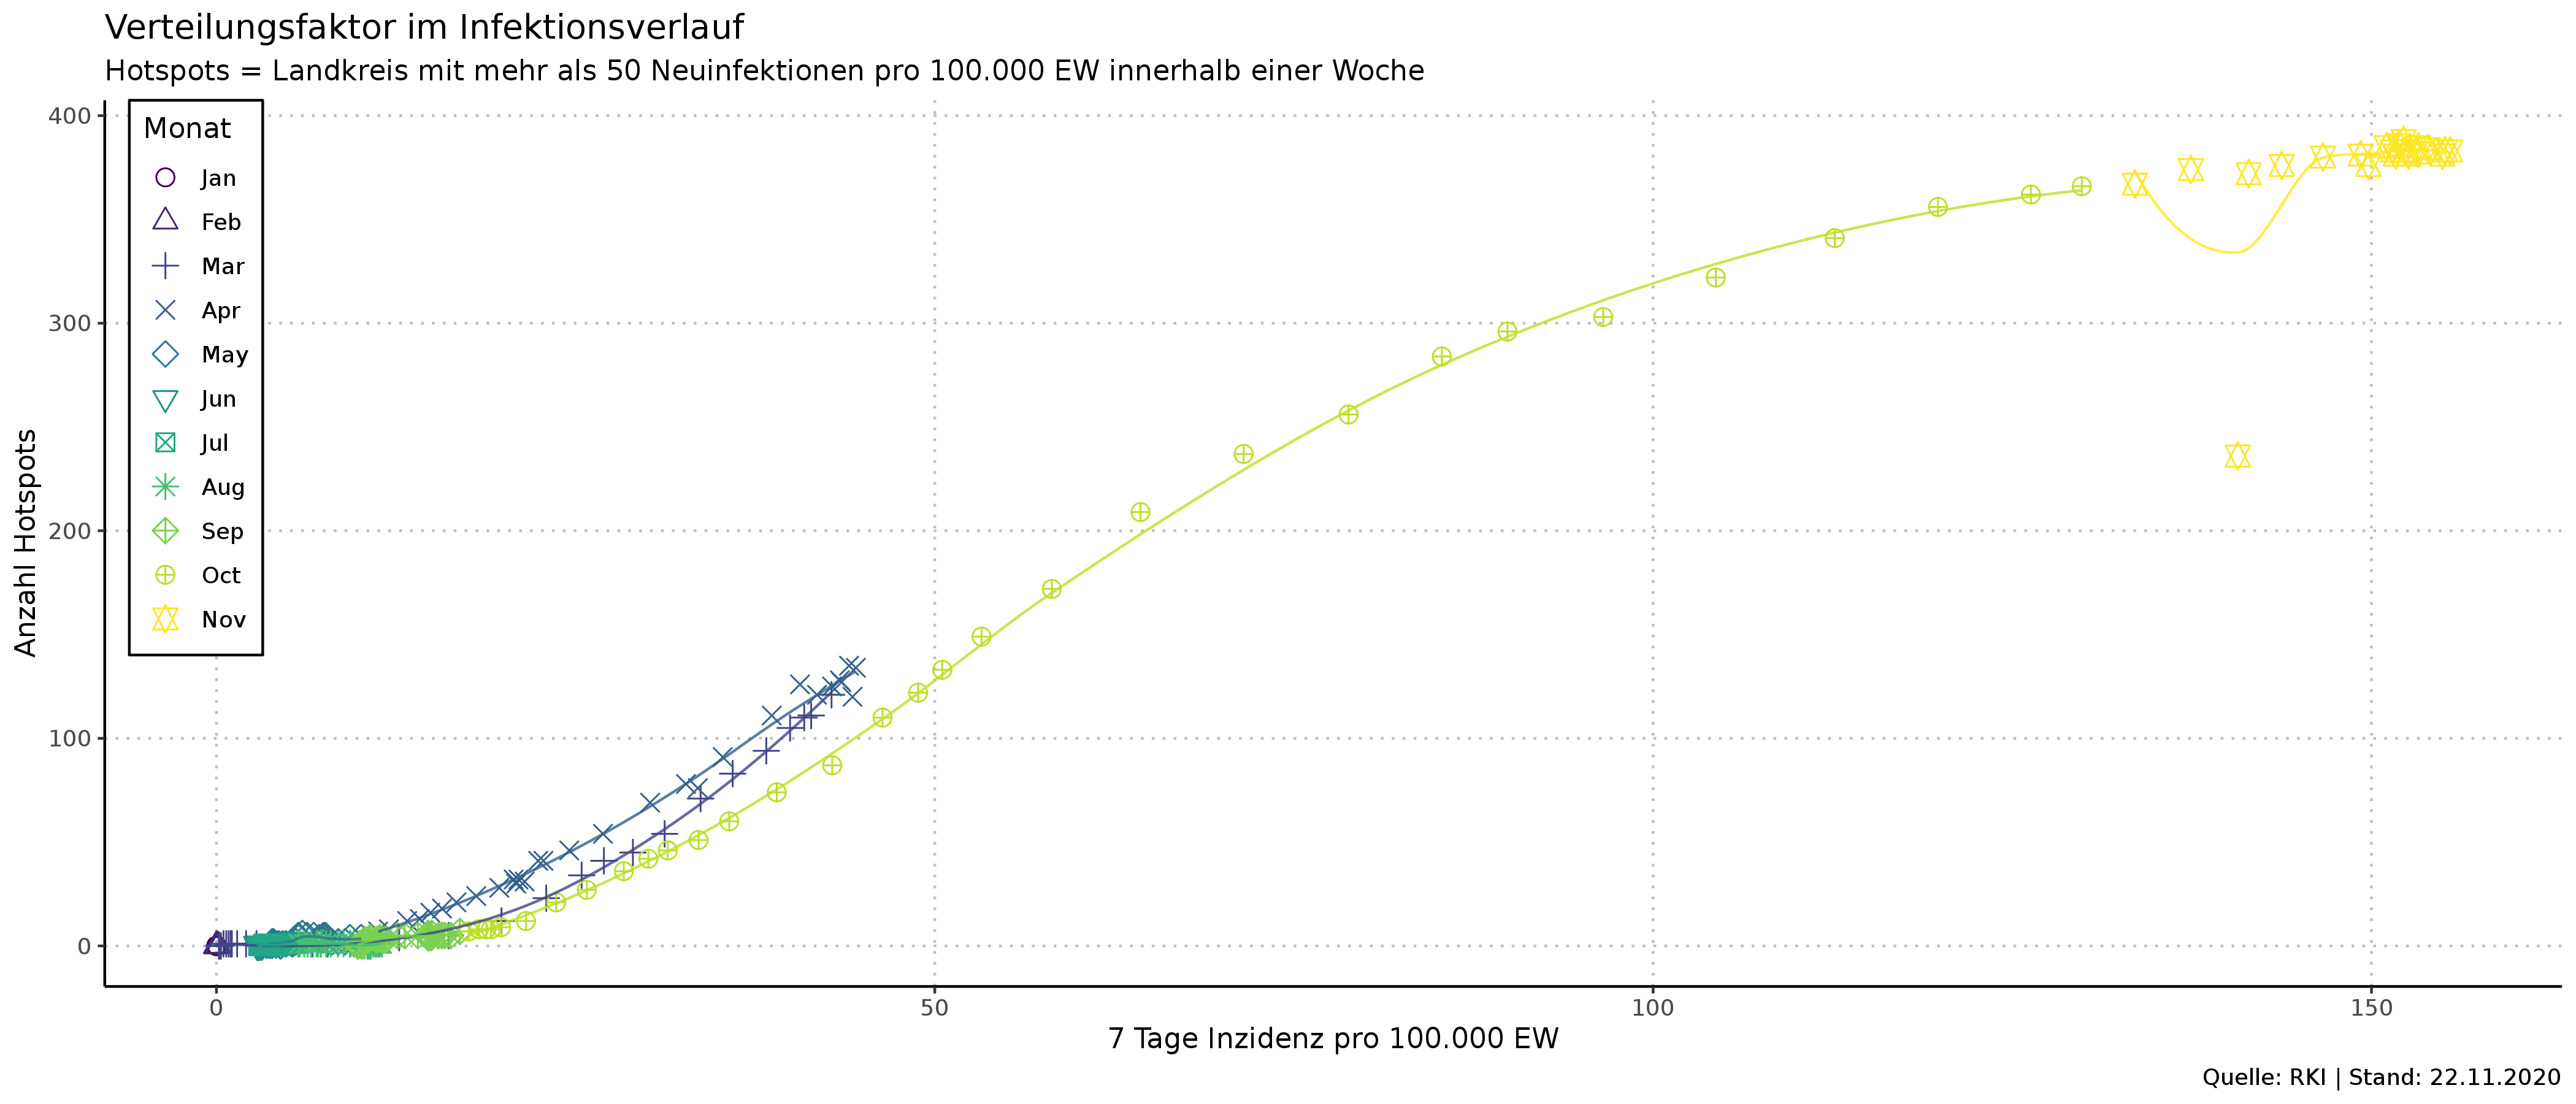 Verteilungsfaktor im Infektionsverlauf
Hotspots = Landkreis mit mehr als 50 Neuinfektionen pro 100.000 EW innerhalb einer Woche
Monat
Jan
Feb
Mar
Apr
May
Jun
Jul
Aug
Sep
Oct
Nov
Anzahl Hotspots
400
300
200
100
0
0 50 100 150
7 Tage Inzidenz pro 100.000 EW
Quelle: RKI | Stand: 22.11.2020